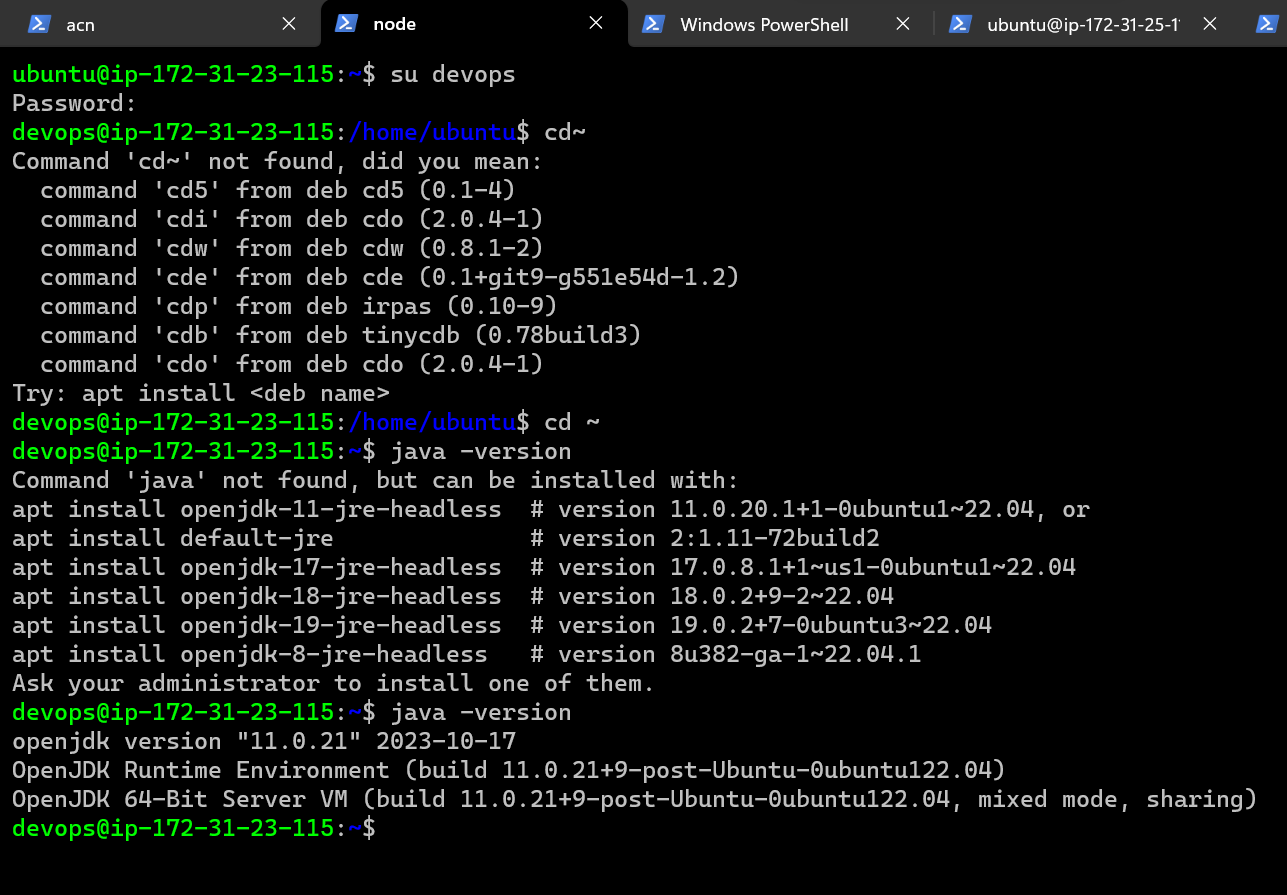 acn
node
Windows PowerShell
ubuntu@ip-172-31-25-1
ubuntu@ip-172-31-23-115:~$ su devops
Password:
devops@ip-172-31-23-115:/home/ubuntu$ cd~
Command 'cd~' not found, did you mean:
  command 'cd5' from deb cd5 (0.1-4)
  command 'cdi' from deb cdo (2.0.4-1)
  command 'cdw' from deb cdw (0.8.1-2)
  command 'cde' from deb cde (0.1+git9-g551e54d-1.2)
  command 'cdp' from deb irpas (0.10-9)
  command 'cdb' from deb tinycdb (0.78build3)
  command 'cdo' from deb cdo (2.0.4-1)
Try: apt install <deb name>
devops@ip-172-31-23-115:/home/ubuntu$ cd ~
devops@ip-172-31-23-115:~$ java -version
Command 'java' not found, but can be installed with:
apt install openjdk-11-jre-headless  # version 11.0.20.1+1-0ubuntu1~22.04, or
apt install default-jre              # version 2:1.11-72build2
apt install openjdk-17-jre-headless  # version 17.0.8.1+1~us1-0ubuntu1~22.04
apt install openjdk-18-jre-headless  # version 18.0.2+9-2~22.04
apt install openjdk-19-jre-headless  # version 19.0.2+7-0ubuntu3~22.04
apt install openjdk-8-jre-headless   # version 8u382-ga-1~22.04.1
Ask your administrator to install one of them.
devops@ip-172-31-23-115:~$ java -version
openjdk version "11.0.21" 2023-10-17
OpenJDK Runtime Environment (build 11.0.21+9-post-Ubuntu-0ubuntu122.04)
OpenJDK 64-Bit Server VM (build 11.0.21+9-post-Ubuntu-0ubuntu122.04, mixed mode, sharing)
devops@ip-172-31-23-115:~$